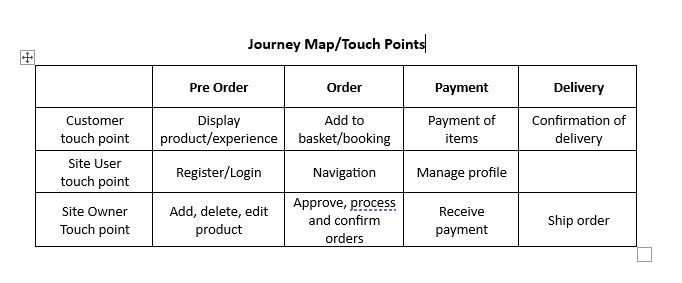 Journey Map/Touch Points
Pre Order Order Payment Delivery
Customer touch point Display product/experience Add to basket/booking Payment of items Confirmation of delivery
Site User touch point Register/Login Navigation Manage profile
Site Owner Touch point Add, delete, edit product Approve, process and confirm orders Receive payment Ship order